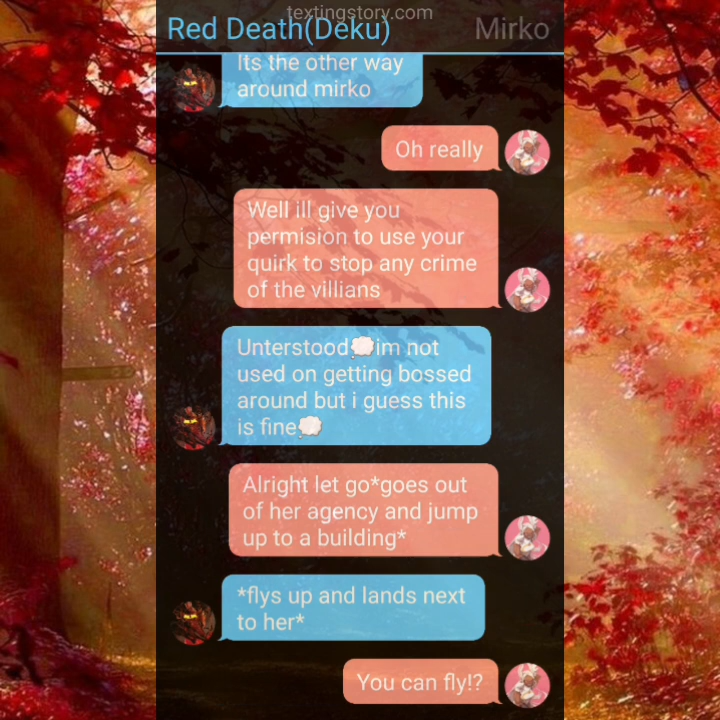 textingstory.com
Red Death(Deku) Mirko
Its the other way
around mirko
Oh really
Well ill give you
permision to use your
quirk to stop any crime
of the villians
Unterstood💭im not
used on getting bossed
around but i guess this
is fine💭
Alright let go*goes out
of her agency and jump
up to a building*
*flys up and lands next
to her*
You can fly!?